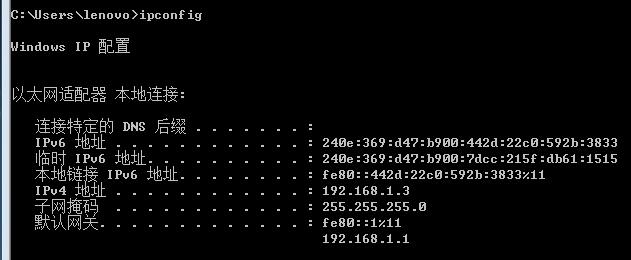 C:\Users\lenovo>ipconfig
Windows IP 配置
以太网适配器 本地连接:
连接特定的 DNS 后缀 . . . . . . . :
IPv6 地址 . . . . . . . . . . . . : 240e:369:d47:b900:442d:22c0:592b:3833
临时 IPv6 地址. . . . . . . . . . : 240e:369:d47:b900:7dcc:215f:db61:1515
本地链接 IPv6 地址. . . . . . . . : fe80::442d:22c0:592b:3833%11
IPv4 地址 . . . . . . . . . . . . : 192.168.1.3
子网掩码 . . . . . . . . . . . . : 255.255.255.0
默认网关. . . . . . . . . . . . . : fe80::1%11
192.168.1.1